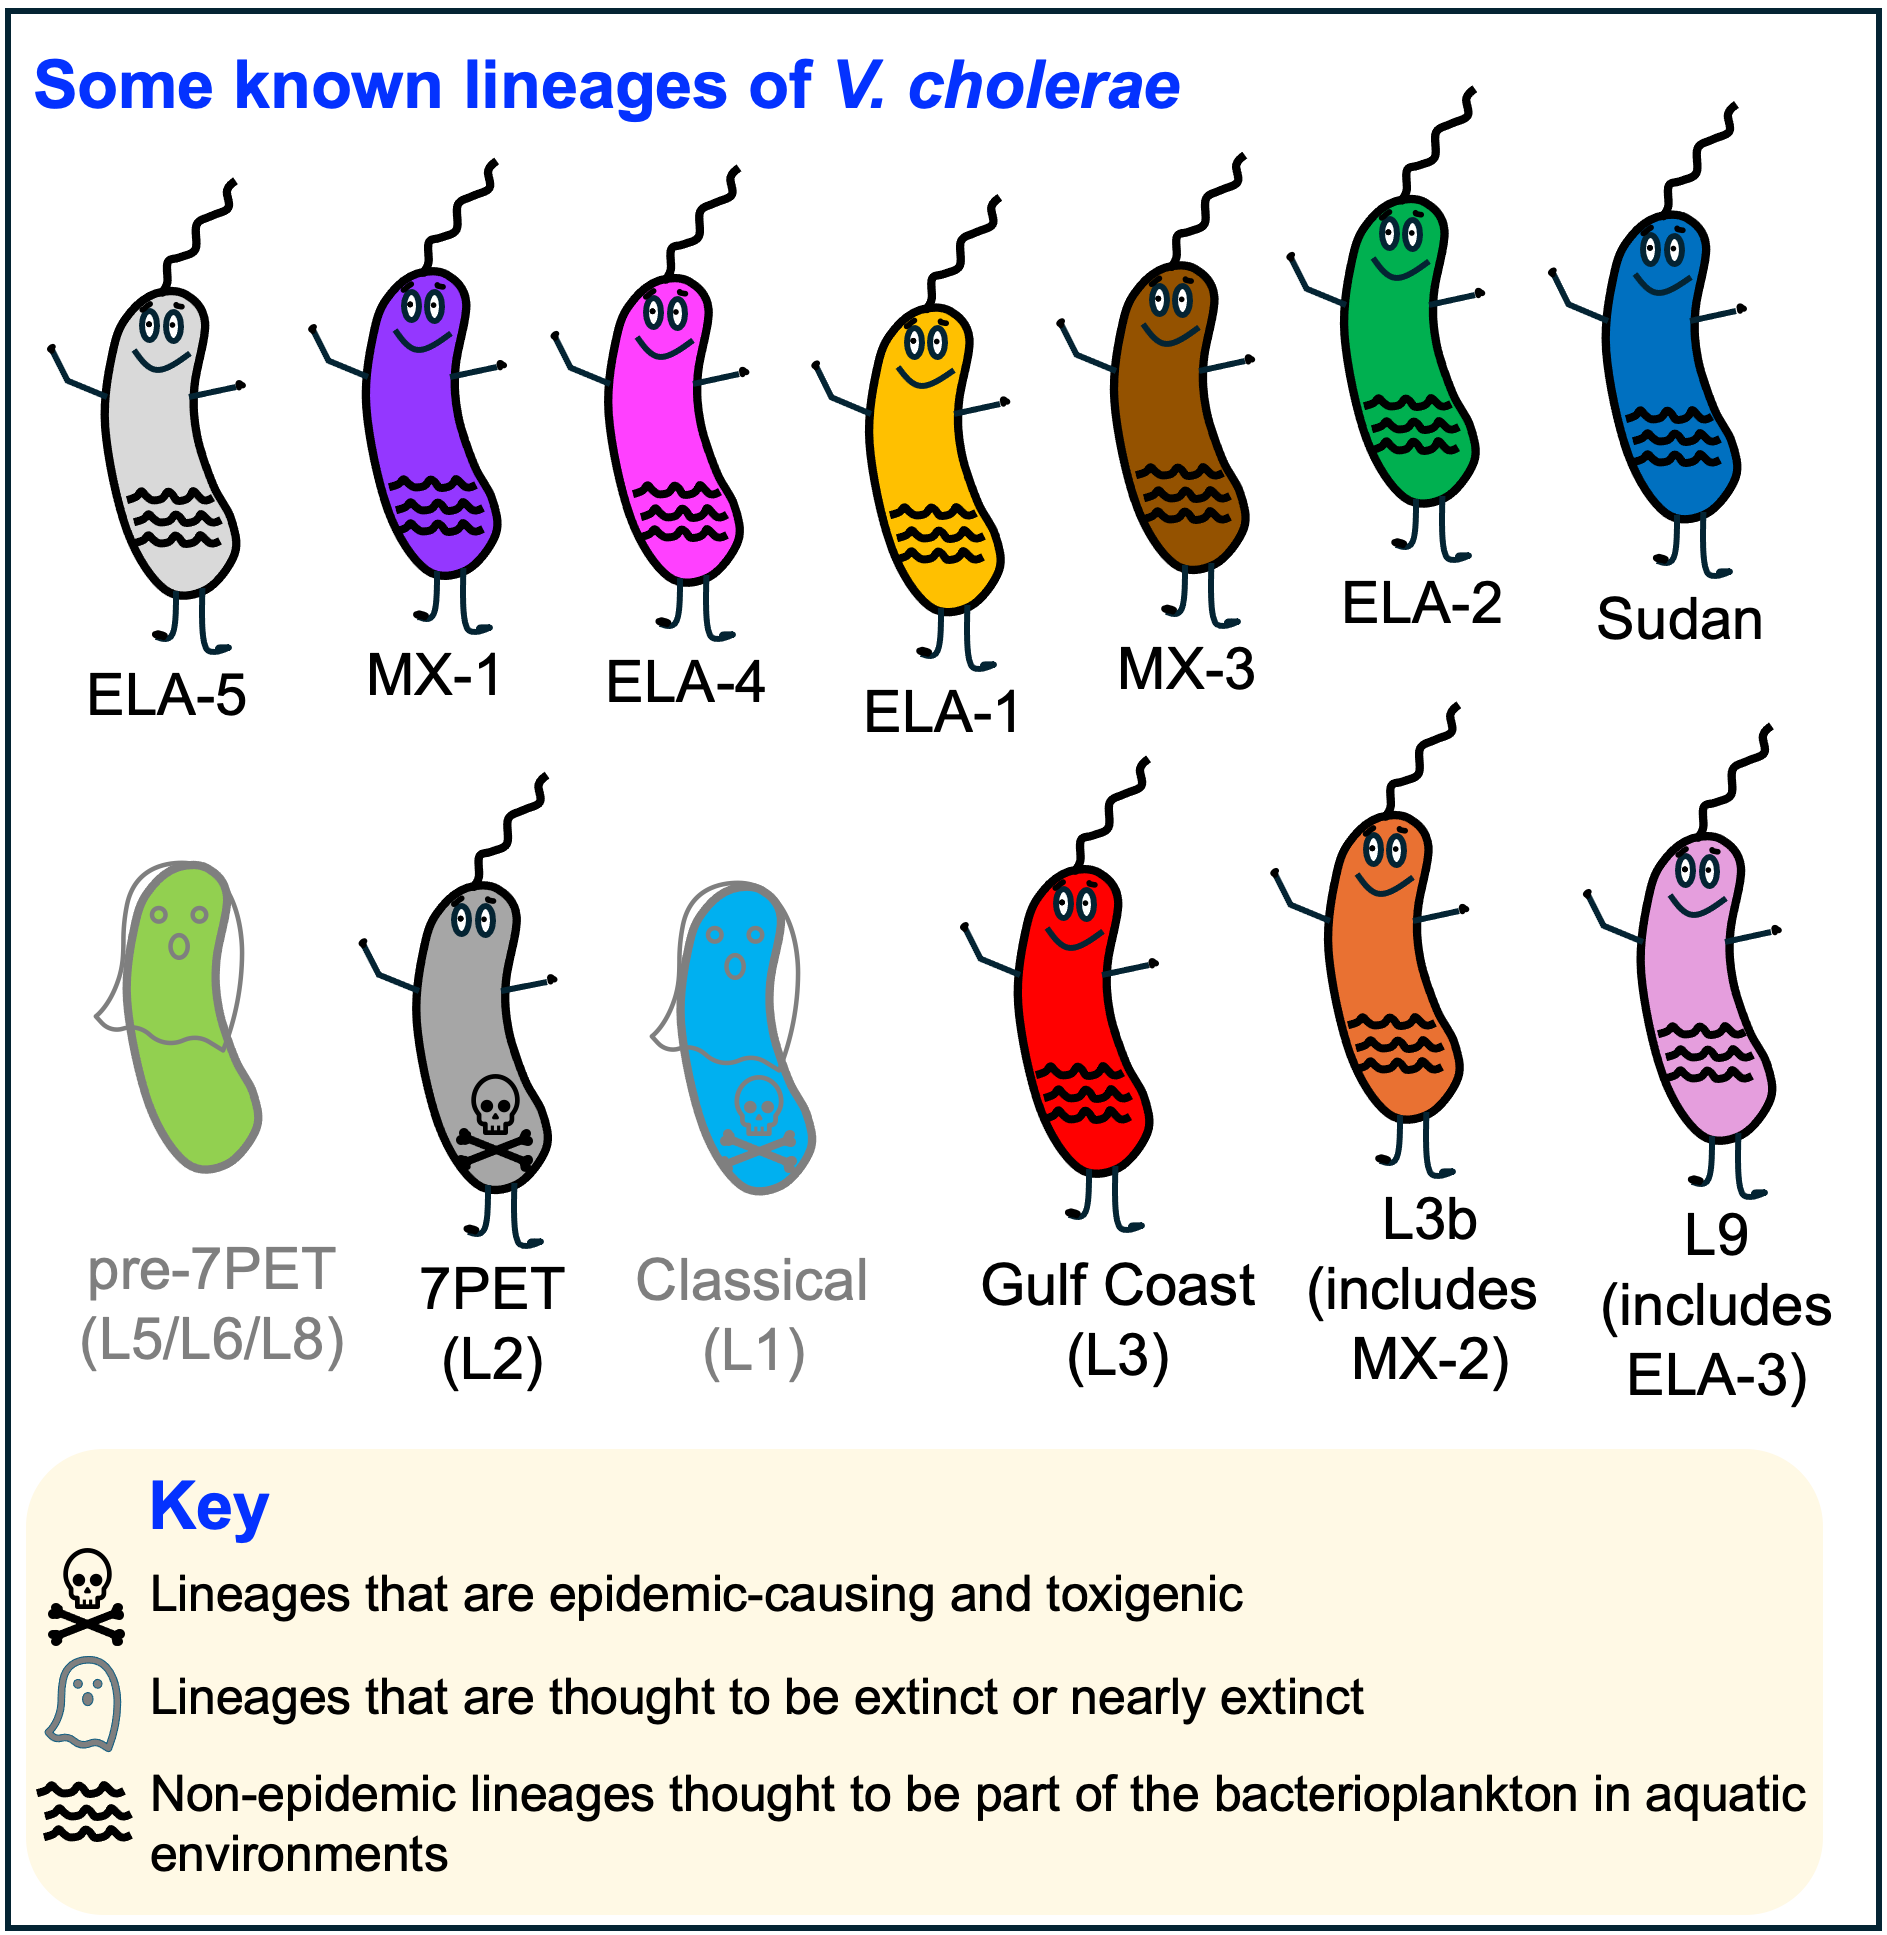 Some known lineages of V. cholerae
ELA-5
MX-1
ELA-4
ELA-1
MX-3
ELA-2
Sudan
pre-7PET
(L5/L6/L8)
7PET
(L2)
Classical
(L1)
Gulf Coast
(L3)
L3b
(includes
MX-2)
L9
(includes
ELA-3)
Key
Lineages that are epidemic-causing and toxigenic
Lineages that are thought to be extinct or nearly extinct
Non-epidemic lineages thought to be part of the bacterioplankton in aquatic
environments